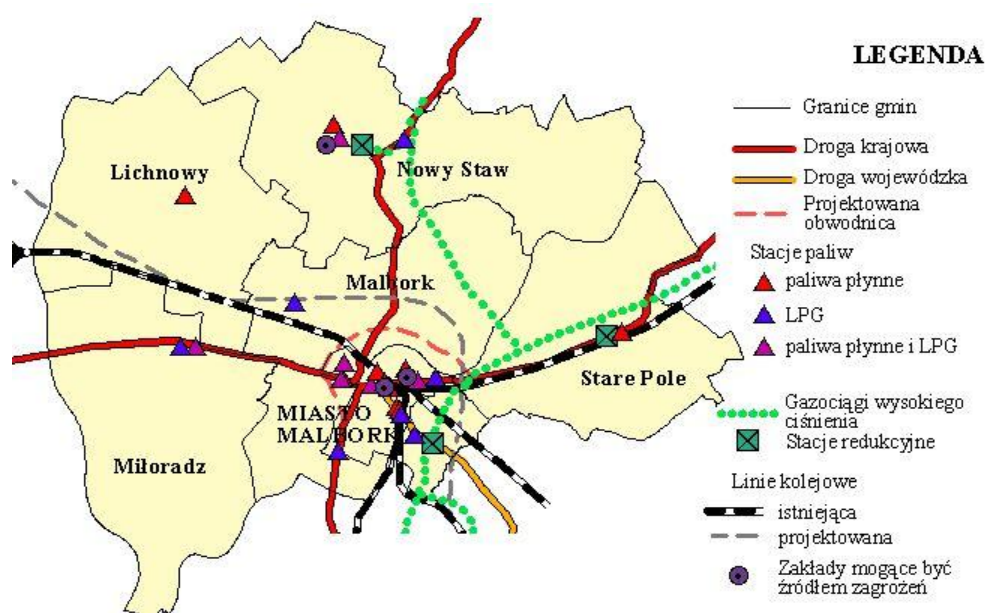 LEGENDA
Granice gmin
Droga krajowa
Droga wojewódzka
Projektowana
obwodnica
Stacje paliw
paliwa płynne
LPG
paliwa płynne i LPG
Gazociągi wysokiego
ciśnienia
Stacje redukcyjne
Linie kolejowe
istniejąca
projektowana
Zakłady mogące być
źródłem zagrożeń
Lichnowy
Nowy Staw
Malbork
Stare Pole
MIASTO
MALBORK
Miłoradz